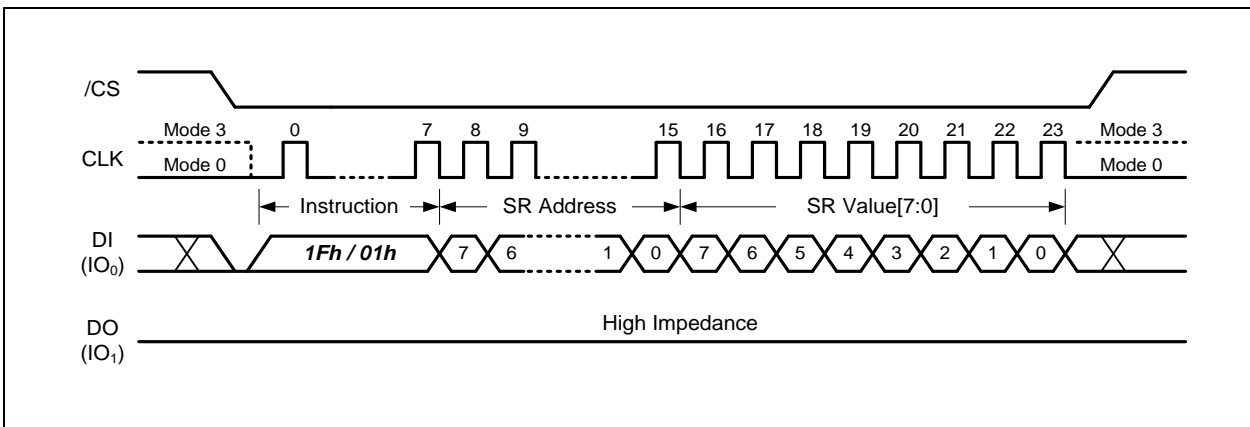 /CS
Mode 3 0 7 8 9 15 16 17 18 19 20 21 22 23 Mode 3
CLK Mode 0 Mode 0
Instruction SR Address SR Value[7:0]
DI
(IO₀)
1Fh / 01h 7 6 1 0 7 6 5 4 3 2 1 0
DO
(IO₁)
High Impedance